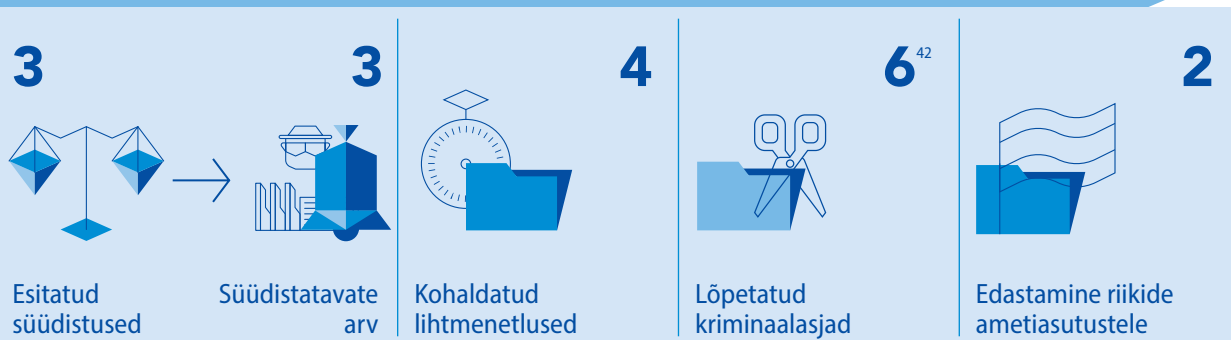 3
3
4
6 42
2
Esitatud
süüdistused
Süüdistatavate
arv
Kohaldatud
lihtmenetlused
Lõpetatud
kriminaalasjad
Edastamine riikide
ametiasutustele